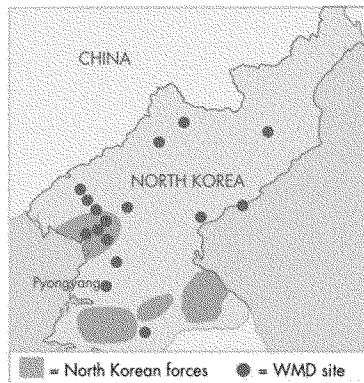 CHINA
NORTH KOREA
Pyongyang
= North Korean forces
= WMD site